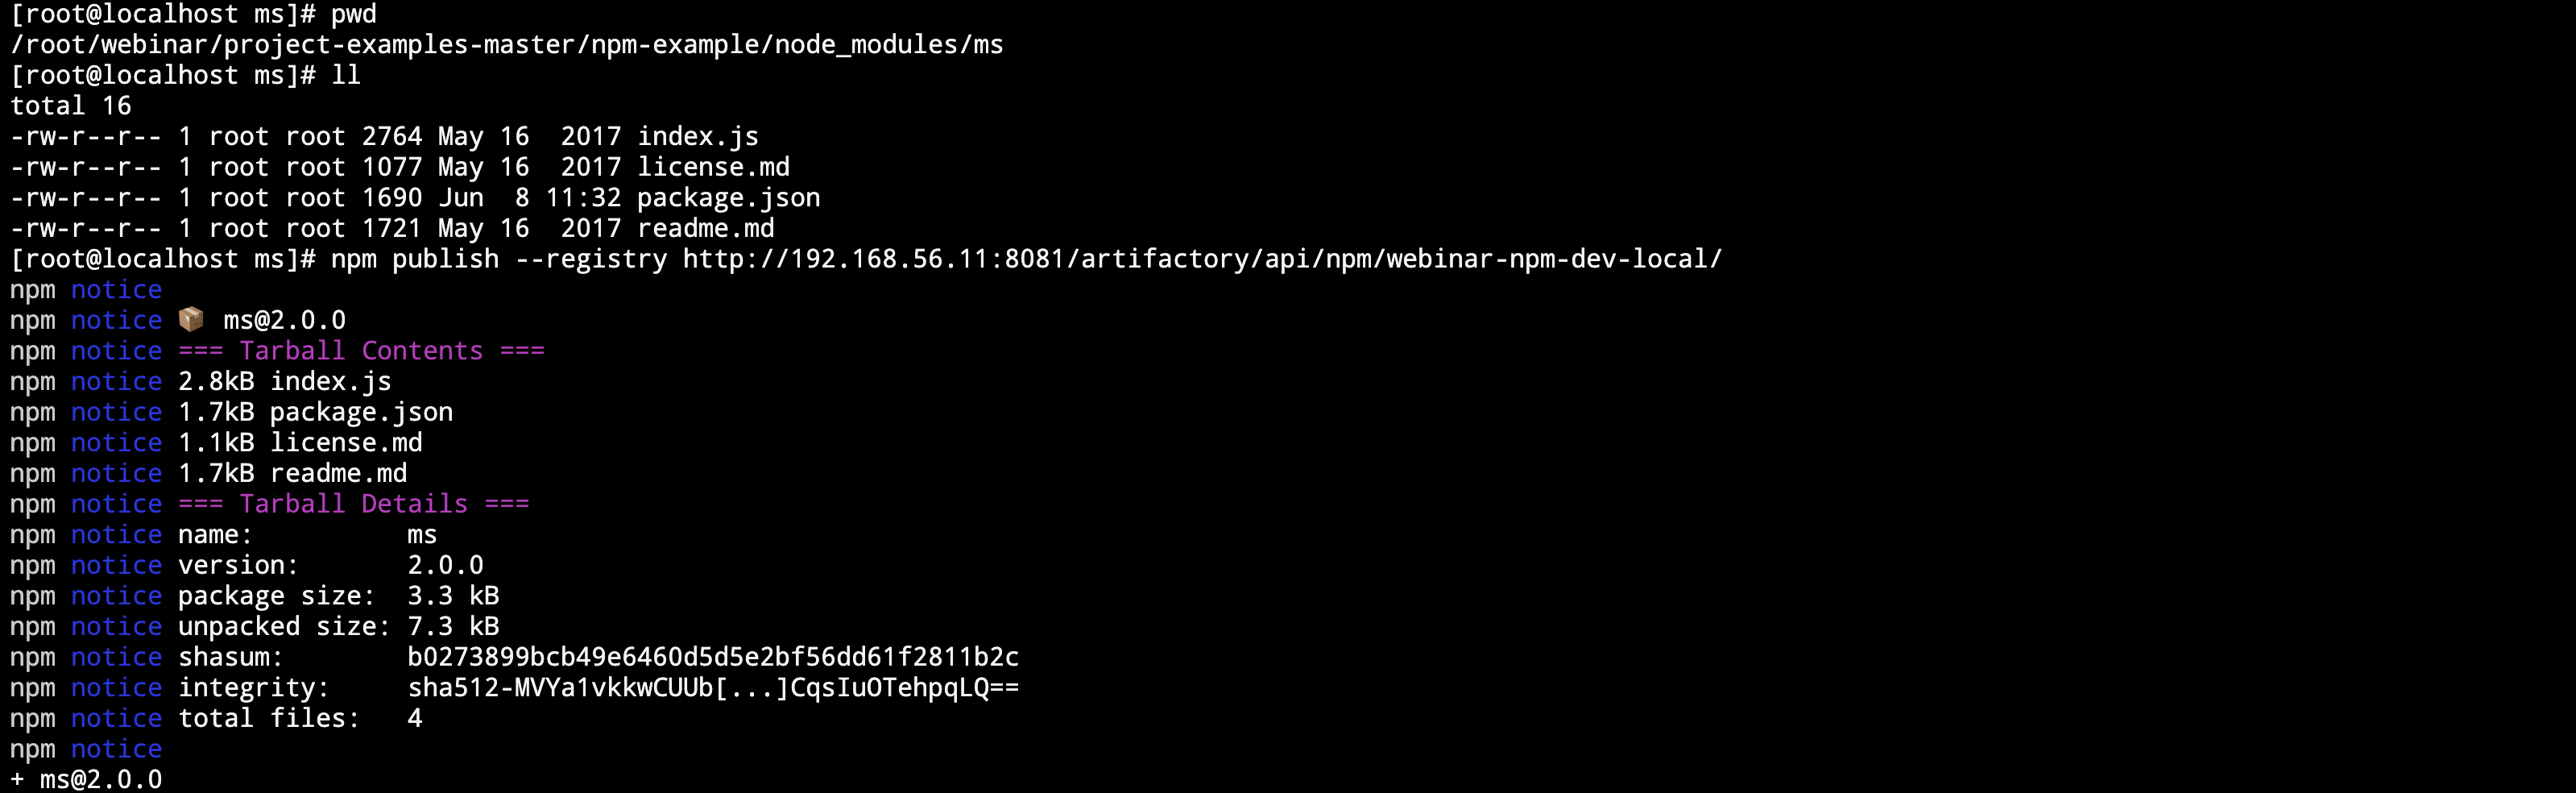 [root@localhost ms]# pwd
/root/webinar/project-examples-master/npm-example/node_modules/ms
[root@localhost ms]# ll
total 16
-rw-r--r-- 1 root root 2764 May 16  2017 index.js
-rw-r--r-- 1 root root 1077 May 16  2017 license.md
-rw-r--r-- 1 root root 1690 Jun  8 11:32 package.json
-rw-r--r-- 1 root root 1721 May 16  2017 readme.md
[root@localhost ms]# npm publish --registry http://192.168.56.11:8081/artifactory/api/npm/webinar-npm-dev-local/
npm notice
npm notice 📦  ms@2.0.0
npm notice === Tarball Contents ===
npm notice 2.8kB index.js
npm notice 1.7kB package.json
npm notice 1.1kB license.md
npm notice 1.7kB readme.md
npm notice === Tarball Details ===
npm notice name:          ms
npm notice version:       2.0.0
npm notice package size:  3.3 kB
npm notice unpacked size: 7.3 kB
npm notice shasum:        b0273899bcb49e6460d5d5e2bf56dd61f2811b2c
npm notice integrity:     sha512-MVYa1vkkwCUUb[...]CqsIuOTehpqLQ==
npm notice total files:   4
npm notice
+ ms@2.0.0